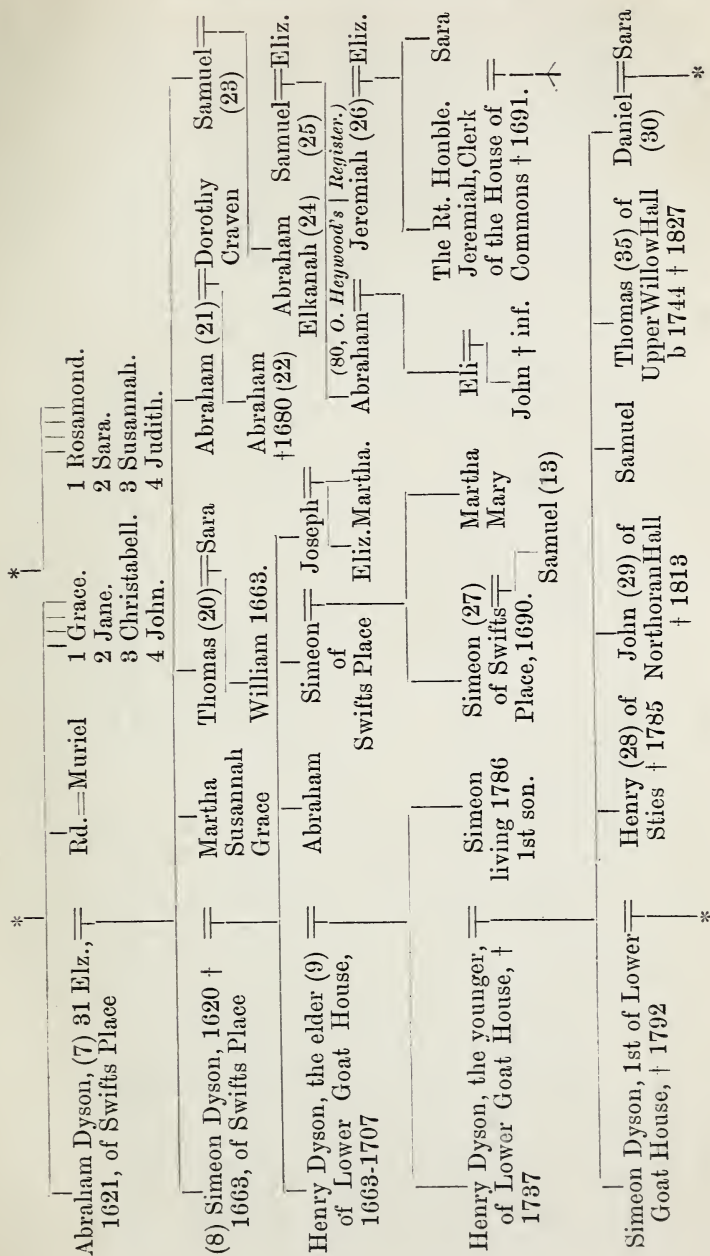 *
*
Abraham Dyson, (7) 31 Elz.,
1621, of Swifts Place
Rd.=Muriel
1 Grace.
2 Jane.
3 Christabell.
4 John.
1 Rosamond.
2 Sara.
3 Susannah.
4 Judith.
(8) Simeon Dyson, 1620 †
1663, of Swifts Place
Martha
Susannah
Grace
Thomas (20)=Sara
William 1663.
Abraham (21)=Dorothy
Craven
Abraham
†1680 (22)
Samuel
(23)
Abraham
Elkanah (24)
Henry Dyson, the elder (9)
of Lower Goat House,
1663-1707
Abraham
Simeon
of
Swifts Place
Joseph
Eliz. Martha.
Samuel=Eliz.
(25)
(80, O. Heywood's Register.)
Abraham
Jeremiah (26)=Eliz.
Henry Dyson, the younger,
of Lower Goat House, †
1737
Simeon
living 1786
1st son.
Simeon (27)
of Swifts
Place, 1690.
Samuel (13)
Martha
Mary
Eli
John † inf.
The Rt. Honble.
Jeremiah, Clerk
of the House of
Commons † 1691.
Sara
Simeon Dyson, 1st of Lower
Goat House, † 1792
Henry (28) of
Sties † 1785
John (29) of
Northoran Hall
† 1813
Samuel
Thomas (35) of
Upper Willow Hall
b 1744 † 1827
Daniel=Sara
(30)
*
*